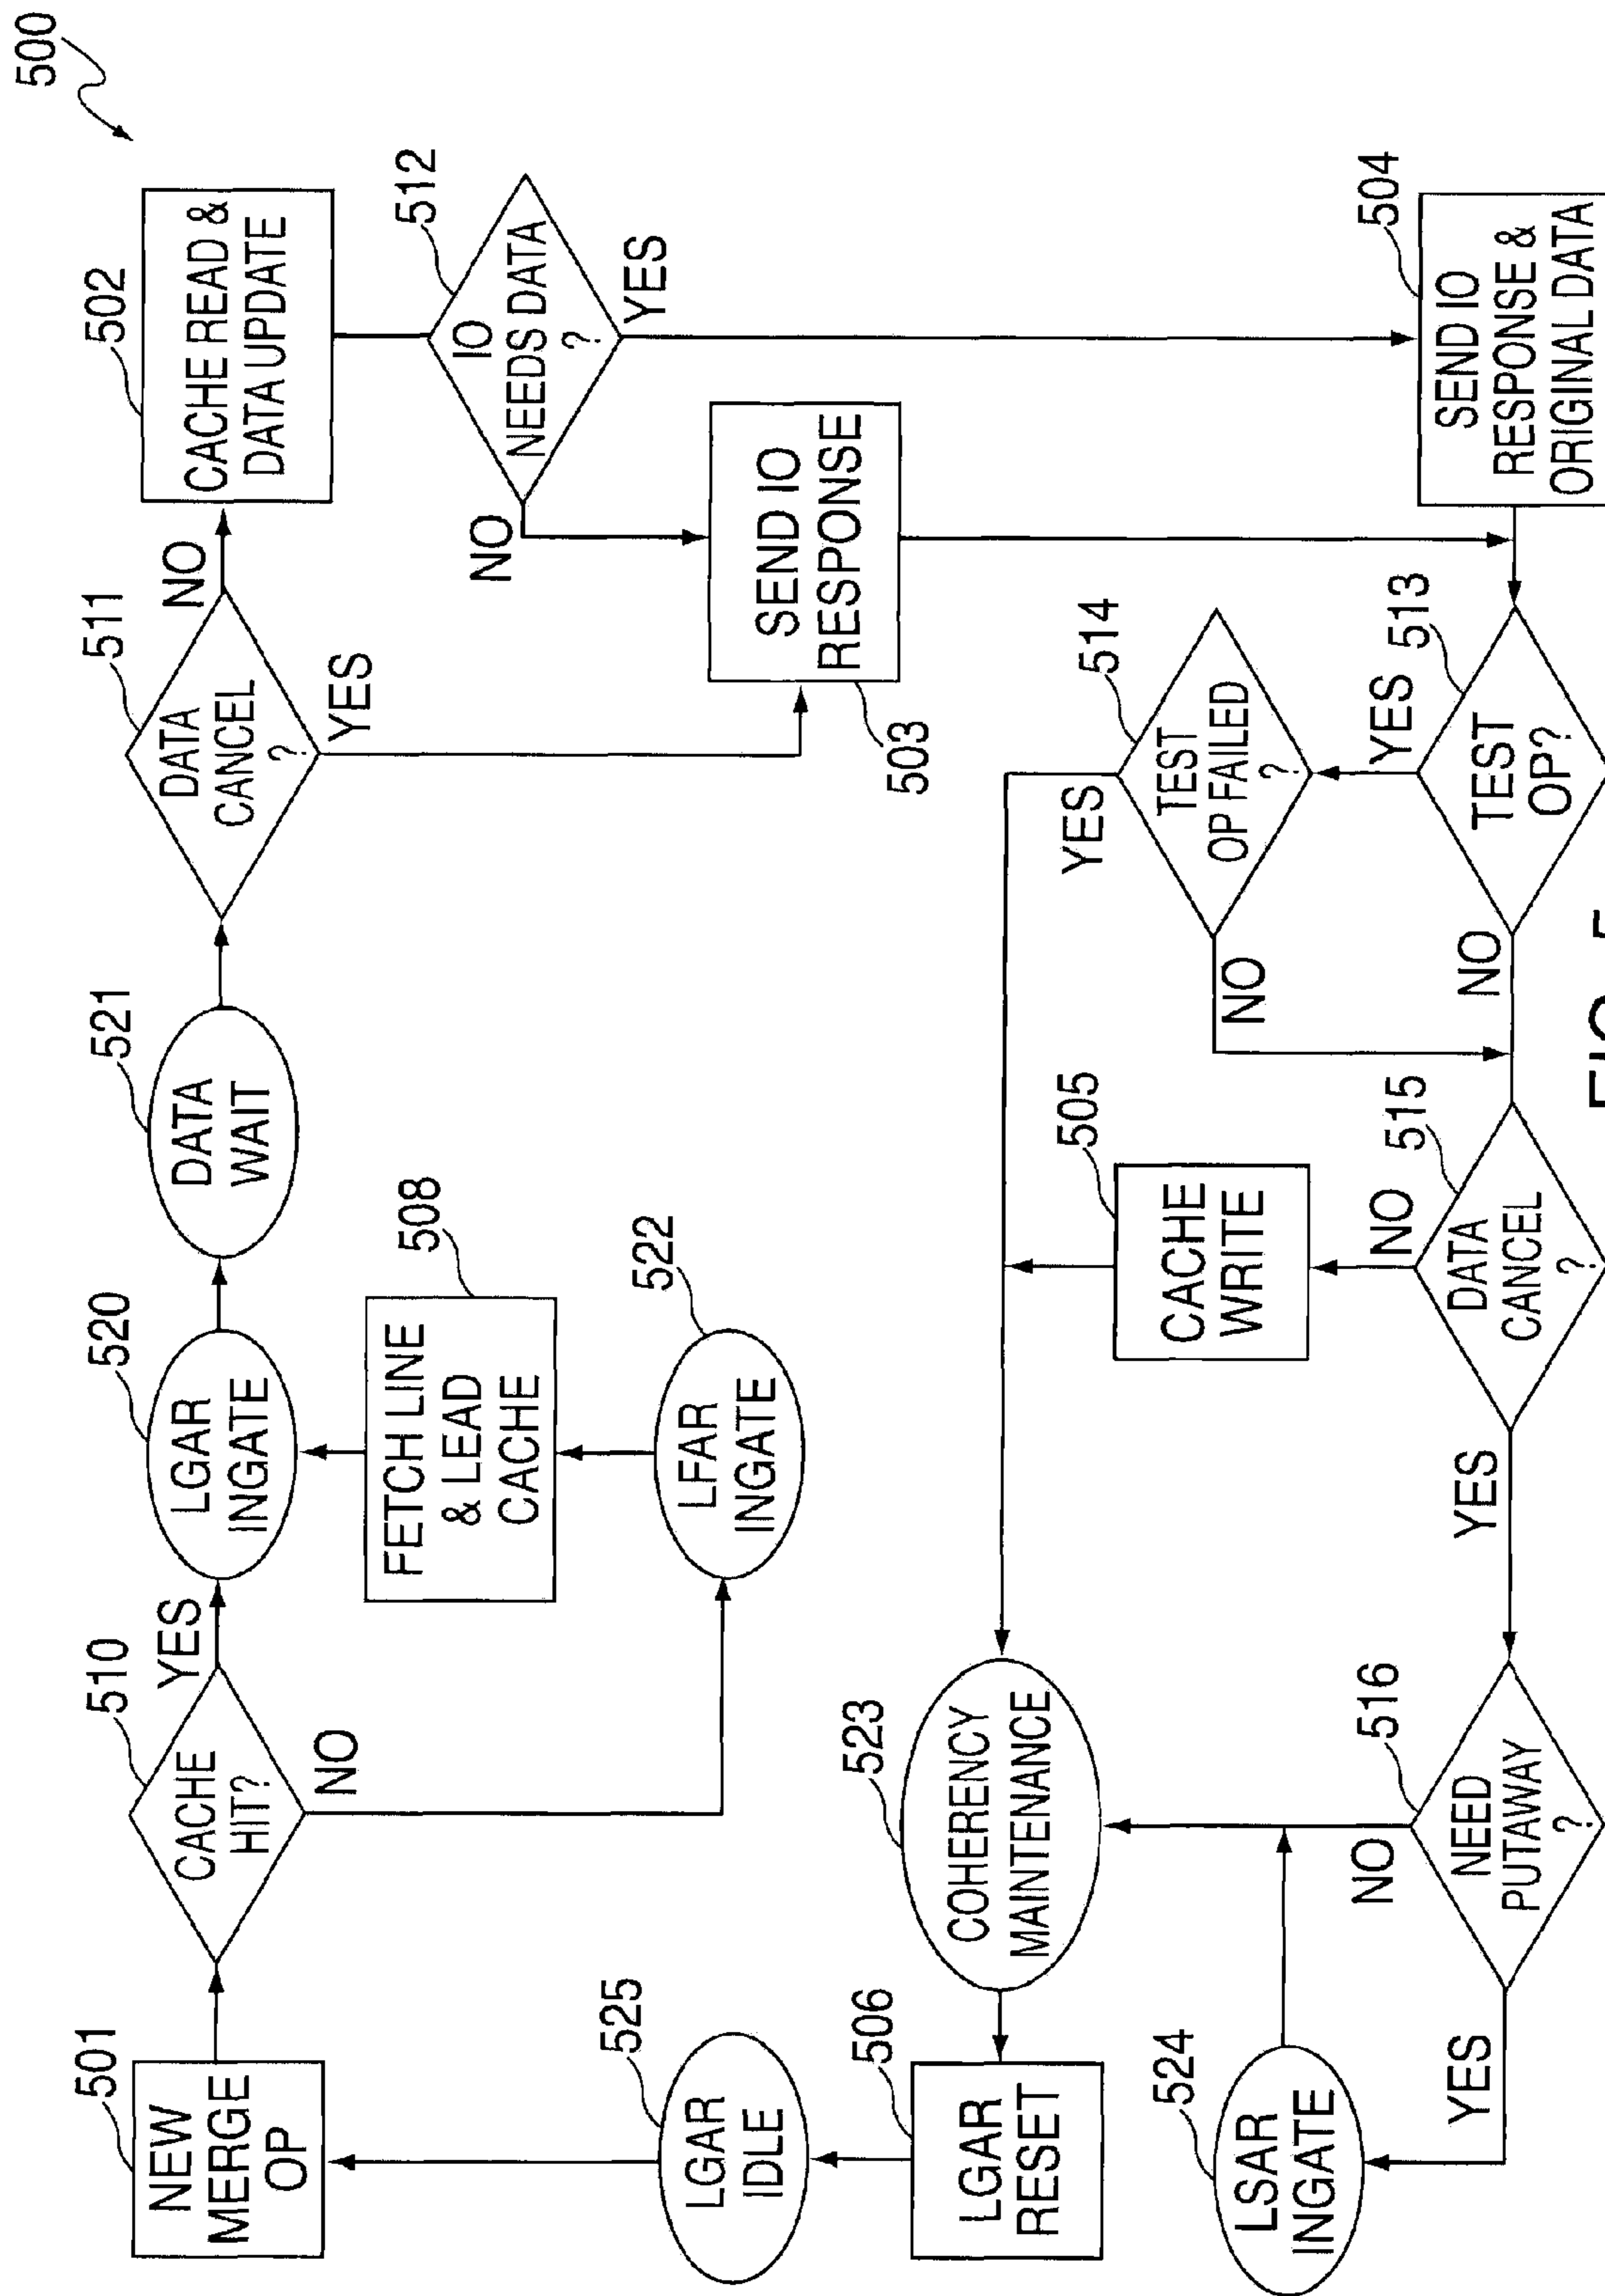 500
501
NEW
MERGE
OP
510
CACHE
HIT?
YES
NO
520
LGAR
INGATE
521
DATA
WAIT
511
DATA
CANCEL
?
NO
YES
502
CACHE READ &
DATA UPDATE
508
FETCH LINE
& LEAD
CACHE
522
LFAR
INGATE
512
IO
NEEDS DATA
?
NO
YES
SEND IO
RESPONSE
503
525
LGAR
IDLE
506
LGAR
RESET
523
COHERENCY
MAINTENANCE
505
CACHE
WRITE
514
TEST
OP FAILED
?
YES
NO
504
SEND IO
RESPONSE &
ORIGINAL DATA
513
TEST
OP?
YES
NO
515
DATA
CANCEL
?
NO
YES
516
NEED
PUTAWAY
?
NO
YES
524
LSAR
INGATE